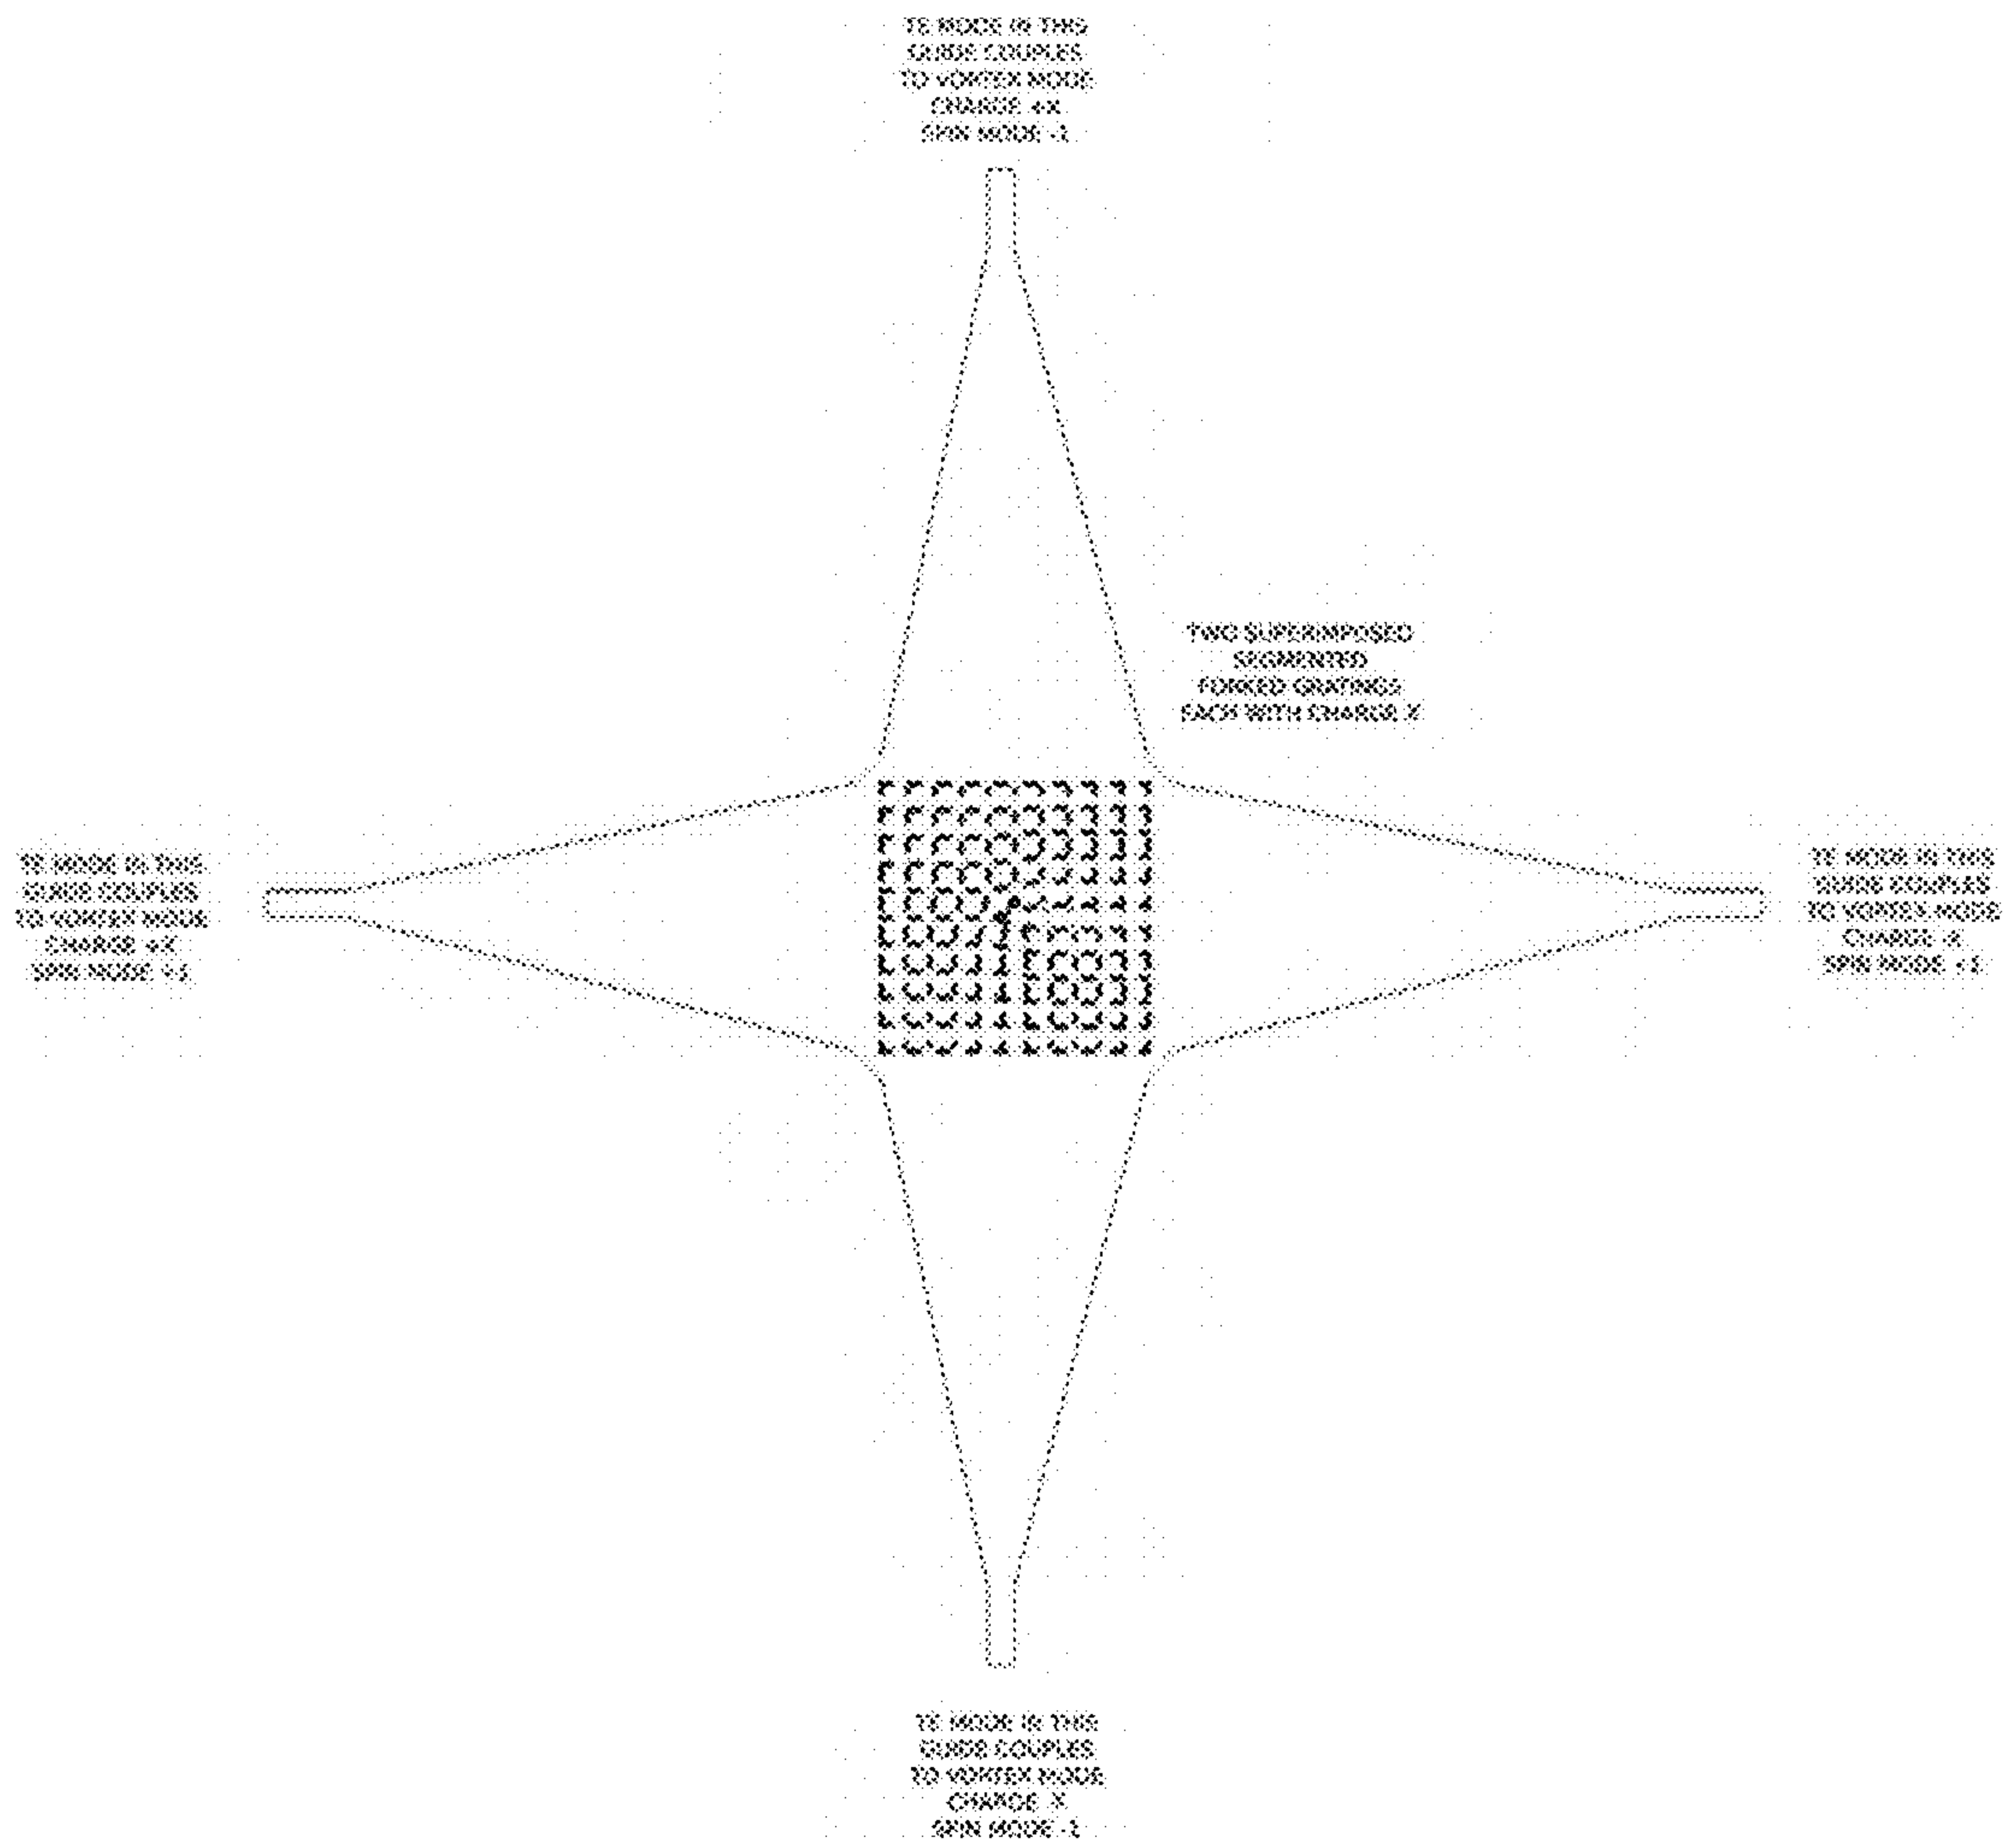 TE MODE IN THIS
GUIDE COUPLES
TO VORTEX MODE
CHARGE +X
SPIN MODE -1
TWO SUPERIMPOSED
SEGMENTED
FORKED GRATINGS
EACH WITH CHARGE X
TE MODE IN THIS
GUIDE COUPLES
TO VORTEX MODE
CHARGE +X
SPIN MODE +1
TE MODE IN THIS
GUIDE COUPLES
TO VORTEX MODE
CHARGE -X
SPIN MODE +1
TE MODE IN THIS
GUIDE COUPLES
TO VORTEX MODE
CHARGE -X
SPIN MODE -1